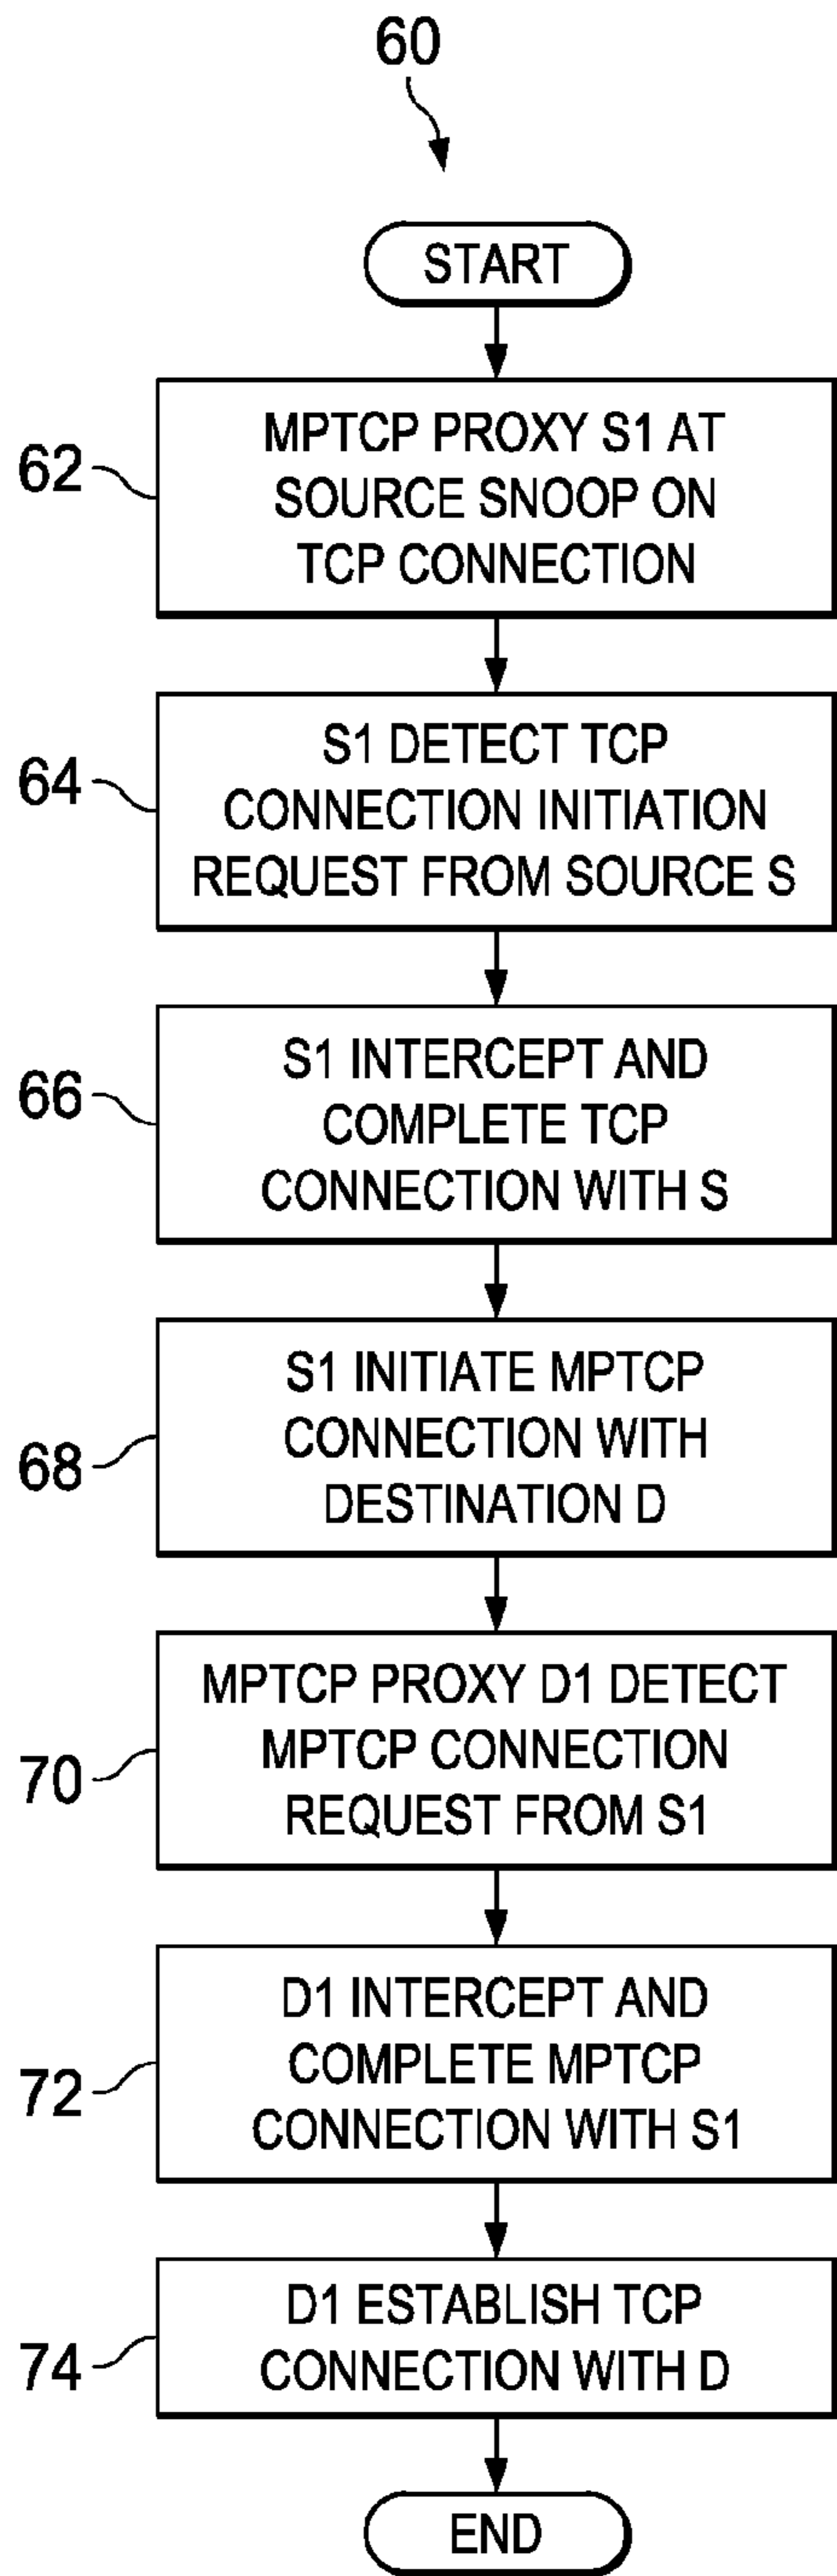 60
START
62
MPTCP PROXY S1 AT
SOURCE SNOOP ON
TCP CONNECTION
64
S1 DETECT TCP
CONNECTION INITIATION
REQUEST FROM SOURCE S
66
S1 INTERCEPT AND
COMPLETE TCP
CONNECTION WITH S
68
S1 INITIATE MPTCP
CONNECTION WITH
DESTINATION D
70
MPTCP PROXY D1 DETECT
MPTCP CONNECTION
REQUEST FROM S1
72
D1 INTERCEPT AND
COMPLETE MPTCP
CONNECTION WITH S1
74
D1 ESTABLISH TCP
CONNECTION WITH D
END